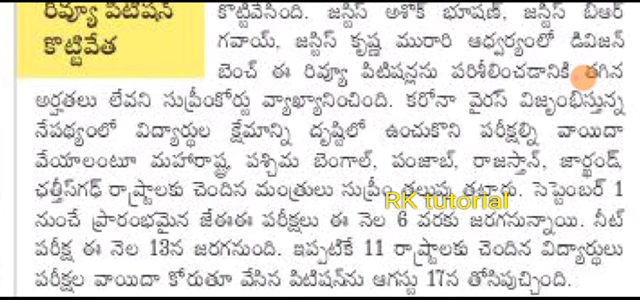 రివ్యూ పిటిషన్
కొట్టివేత
కొట్టివేసింది. జస్టిస్ అశోక్ భూషణ్, జస్టిస్ బీఆర్
గవాయ్, జస్టిస్ కృష్ణ మురారి ఆధ్వర్యంలో డివిజన్
బెంచ్ ఈ రివ్యూ పిటిషన్లను పరిశీలించడానికి తగిన
అర్హతలు లేవని సుప్రీంకోర్టు వ్యాఖ్యానించింది. కరోనా వైరస్ విజృంభిస్తున్న
నేపథ్యంలో విద్యార్థుల క్షేమాన్ని దృష్టిలో ఉంచుకొని పరీక్షల్ని వాయిదా
వేయాలంటూ మహారాష్ట్ర, పశ్చిమ బెంగాల్, పంజాబ్, రాజస్తాన్, జార్ఖండ్,
ఛత్తీస్‌గఢ్ రాష్ట్రాలకు చెందిన మంత్రులు సుప్రీం తలుపు తట్టారు. సెప్టెంబర్ 1
RK tutorial
నుంచే ప్రారంభమైన జేఈఈ పరీక్షలు ఈ నెల 6 వరకు జరగనున్నాయి. నీట్
పరీక్ష ఈ నెల 13న జరగనుంది. ఇప్పటికే 11 రాష్ట్రాలకు చెందిన విద్యార్థులు
పరీక్షల వాయిదా కోరుతూ వేసిన పిటిషన్‌ను ఆగస్టు 17న తోసిపుచ్చింది.